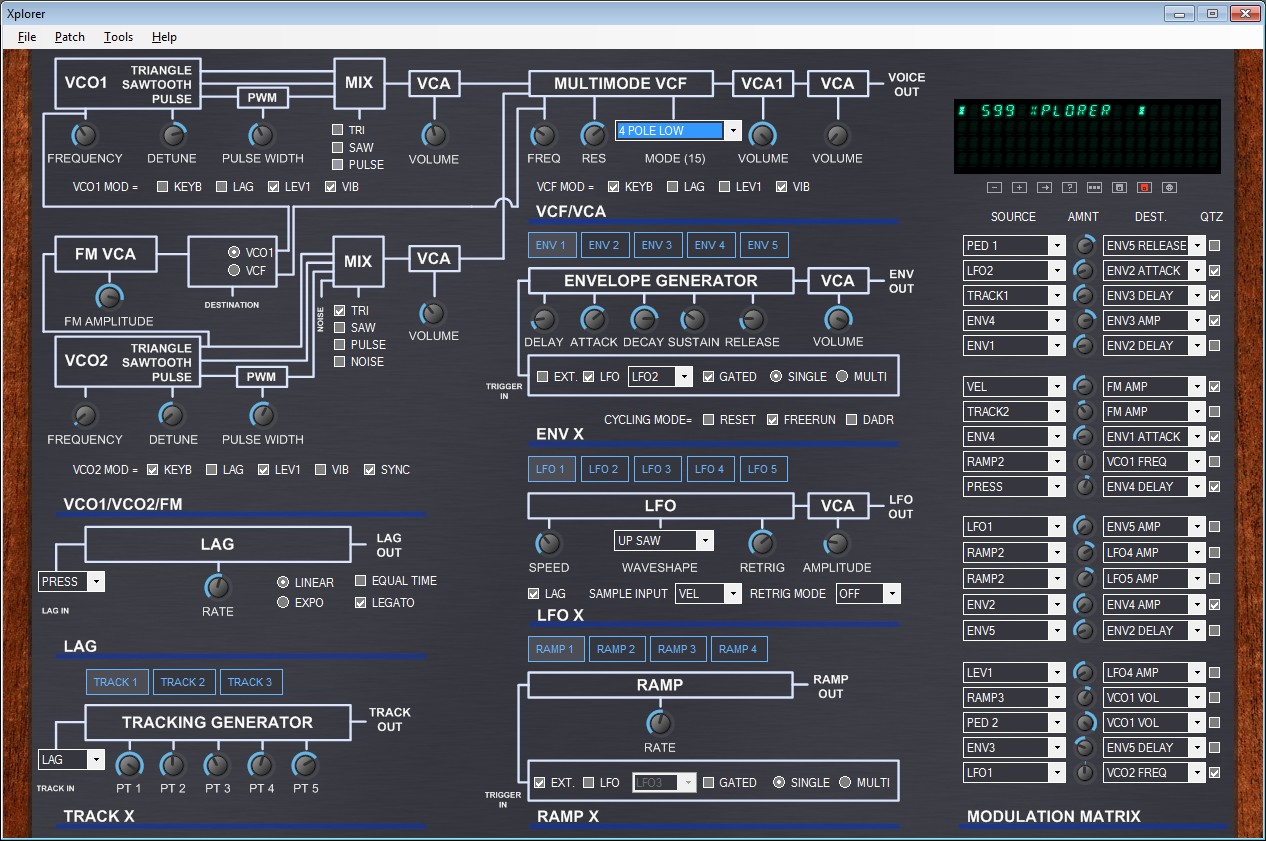 Xplorer
File Patch Tools Help
VCO1
TRIANGLE
SAWTOOTH
PULSE
PWM
MIX
VCA
FREQUENCY
DETUNE
PULSE WIDTH
TRI
SAW
PULSE
VOLUME
VCO1 MOD = KEYB LAG LEV1 VIB
FM VCA
VCO1
VCF
DESTINATION
FM AMPLITUDE
MIX
VCA
NOISE
TRI
SAW
PULSE
NOISE
VOLUME
VCO2
TRIANGLE
SAWTOOTH
PULSE
PWM
FREQUENCY
DETUNE
PULSE WIDTH
VCO2 MOD = KEYB LAG LEV1 VIB SYNC
VCO1/VCO2/FM
LAG
LAG
OUT
PRESS
LAG IN
RATE
LINEAR
EXPO
EQUAL TIME
LEGATO
LAG
TRACK 1 TRACK 2 TRACK 3
TRACKING GENERATOR
TRACK
OUT
LAG
TRACK IN
PT 1 PT 2 PT 3 PT 4 PT 5
TRACK X
MULTIMODE VCF
VCA1
VCA
VOICE
OUT
4 POLE LOW
FREQ RES MODE (15) VOLUME VOLUME
VCF MOD = KEYB LAG LEV1 VIB
VCF/VCA
ENV 1 ENV 2 ENV 3 ENV 4 ENV 5
ENVELOPE GENERATOR
VCA
ENV
OUT
DELAY ATTACK DECAY SUSTAIN RELEASE VOLUME
TRIGGER
IN
EXT. LFO LFO2 GATED SINGLE MULTI
CYCLING MODE= RESET FREERUN DADR
ENV X
LFO 1 LFO 2 LFO 3 LFO 4 LFO 5
LFO
VCA
LFO
OUT
UP SAW
SPEED WAVESHAPE RETRIG AMPLITUDE
LAG SAMPLE INPUT VEL RETRIG MODE OFF
LFO X
RAMP 1 RAMP 2 RAMP 3 RAMP 4
RAMP
RAMP
OUT
RATE
TRIGGER
IN
EXT. LFO LFO3 GATED SINGLE MULTI
RAMP X
599 XPLORER
SOURCE AMNT DEST. QTZ
PED 1 ENV5 RELEASE
LFO2 ENV2 ATTACK
TRACK1 ENV3 DELAY
ENV4 ENV3 AMP
ENV1 ENV2 DELAY
VEL FM AMP
TRACK2 FM AMP
ENV4 ENV1 ATTACK
RAMP2 VCO1 FREQ
PRESS ENV4 DELAY
LFO1 ENV5 AMP
RAMP2 LFO4 AMP
RAMP2 LFO5 AMP
ENV2 ENV4 AMP
ENV5 ENV2 DELAY
LEV1 LFO4 AMP
RAMP3 VCO1 VOL
PED 2 VCO1 VOL
ENV3 ENV5 DELAY
LFO1 VCO2 FREQ
MODULATION MATRIX